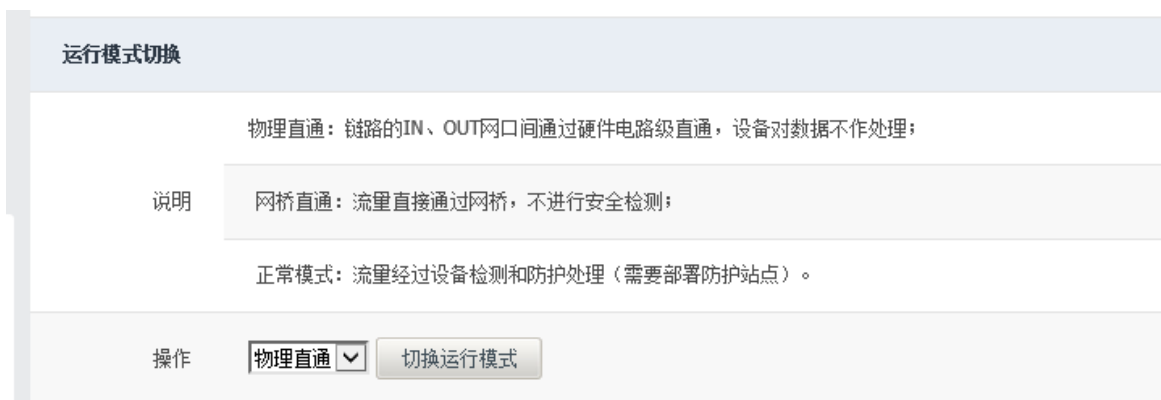 运行模式切换
物理直通：链路的IN、OUT网口间通过硬件电路级直通，设备对数据不作处理；
说明
网桥直通：流量直接通过网桥，不进行安全检测；
正常模式：流量经过设备检测和防护处理（需要部署防护站点）。
操作 物理直通 切换运行模式